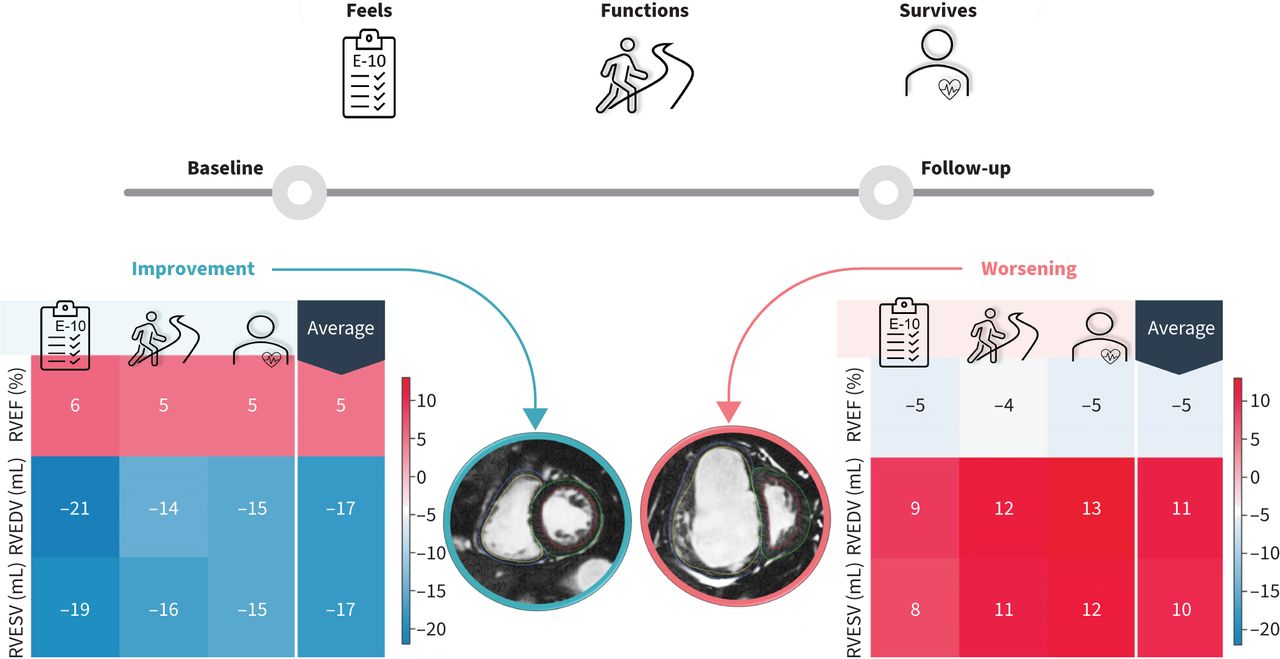 Feels
Functions
Survives
E-10
Baseline
Follow-up
Improvement
Worsening
E-10
Average
E-10
Average
RVEF (%)
6 5 5 5
RVEDV (mL)
–21 –14 –15 –17
RVESV (mL)
–19 –16 –15 –17
10
5
0
–5
–10
–15
–20
RVEF (%)
–5 –4 –5 –5
RVEDV (mL)
9 12 13 11
RVESV (mL)
8 11 12 10
10
5
0
–5
–10
–15
–20